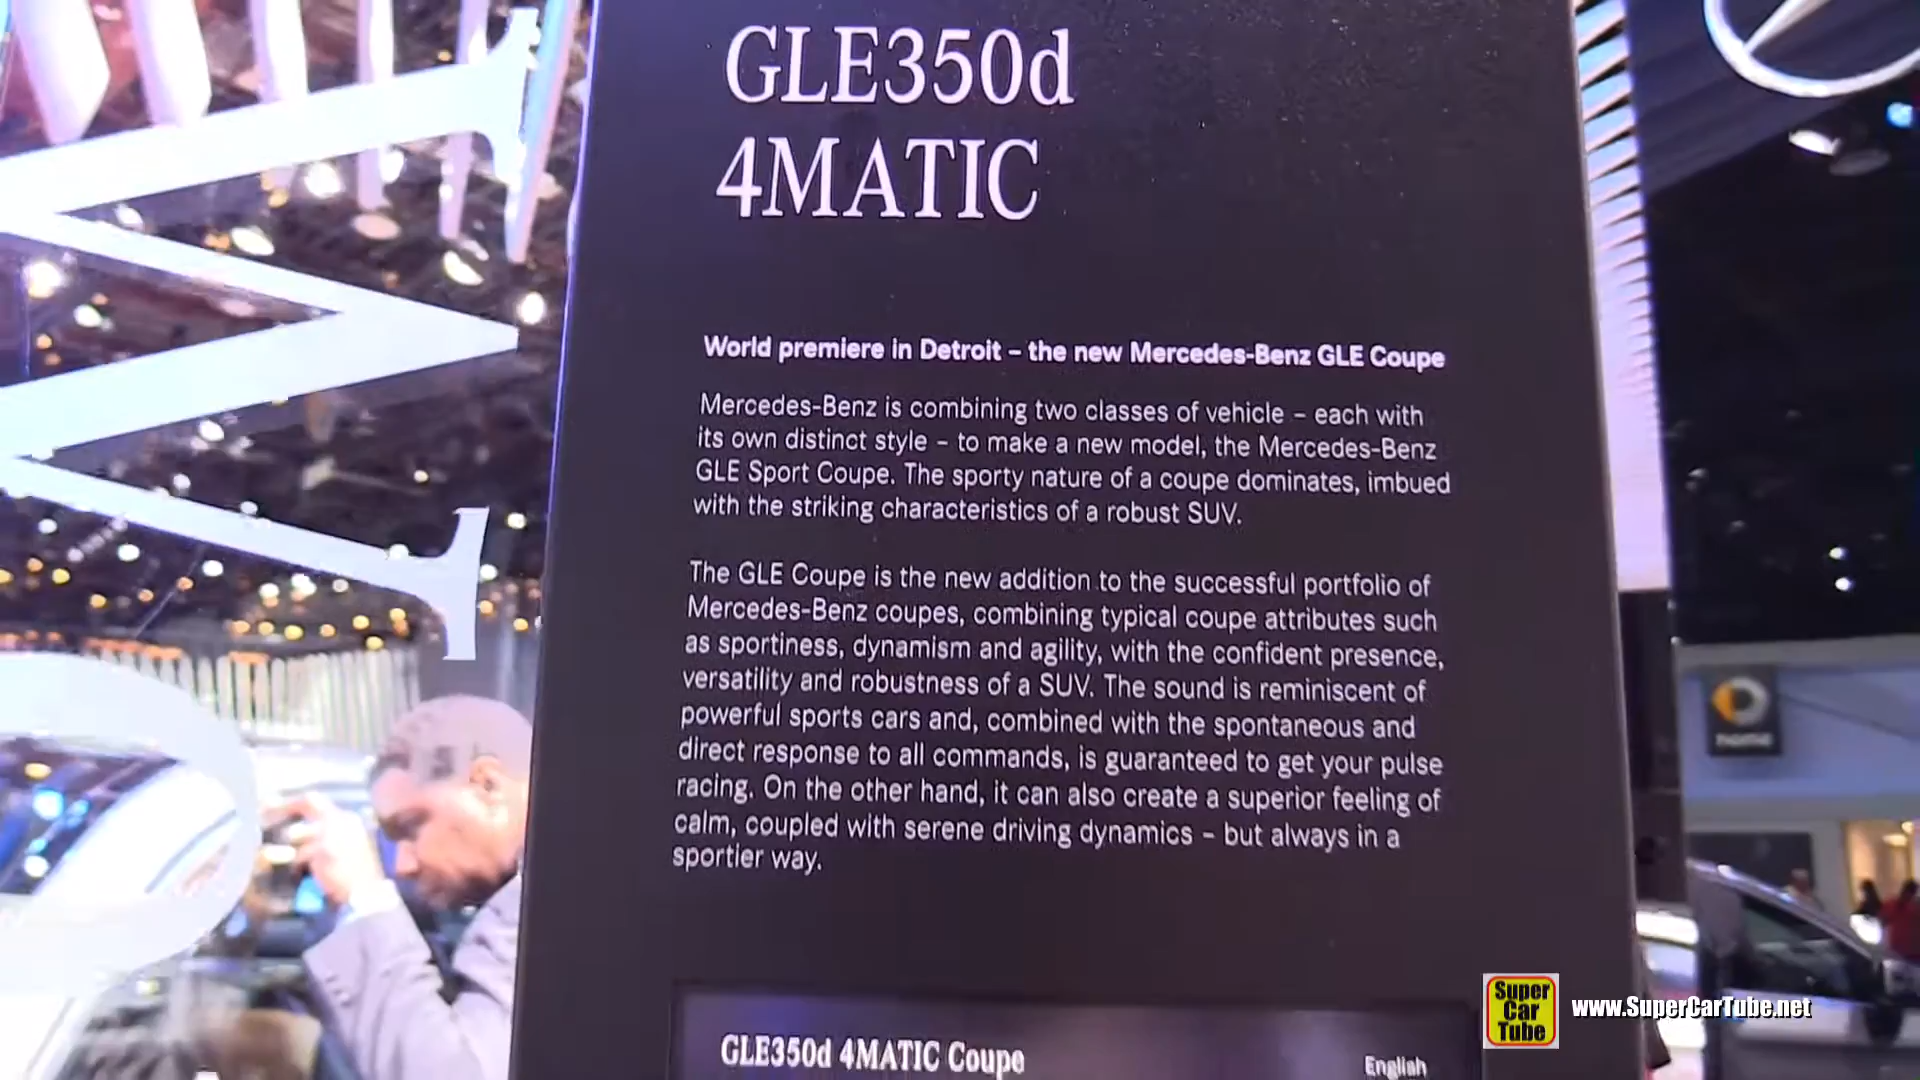 GLE350d
4MATIC
World premiere in Detroit – the new Mercedes-Benz GLE Coupe
Mercedes-Benz is combining two classes of vehicle – each with
its own distinct style – to make a new model, the Mercedes-Benz
GLE Sport Coupe. The sporty nature of a coupe dominates, imbued
with the striking characteristics of a robust SUV.
The GLE Coupe is the new addition to the successful portfolio of
Mercedes-Benz coupes, combining typical coupe attributes such
as sportiness, dynamism and agility, with the confident presence,
versatility and robustness of a SUV. The sound is reminiscent of
powerful sports cars and, combined with the spontaneous and
direct response to all commands, is guaranteed to get your pulse
racing. On the other hand, it can also create a superior feeling of
calm, coupled with serene driving dynamics – but always in a
sportier way.
GLE350d 4MATIC Coupe
English
Super
Car
Tube
www.SuperCarTube.net